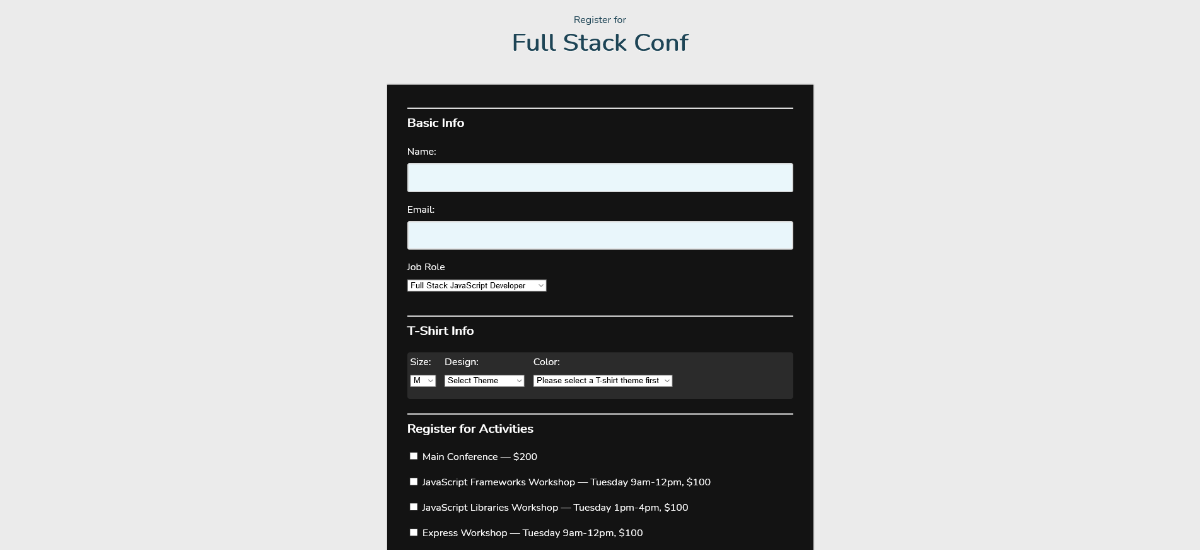 Register for
Full Stack Conf
Basic Info
Name:
Email:
Job Role
Full Stack JavaScript Developer
T-Shirt Info
Size: Design: Color:
M Select Theme Please select a T-shirt theme first
Register for Activities
Main Conference — $200
JavaScript Frameworks Workshop — Tuesday 9am-12pm, $100
JavaScript Libraries Workshop — Tuesday 1pm-4pm, $100
Express Workshop — Tuesday 9am-12pm, $100